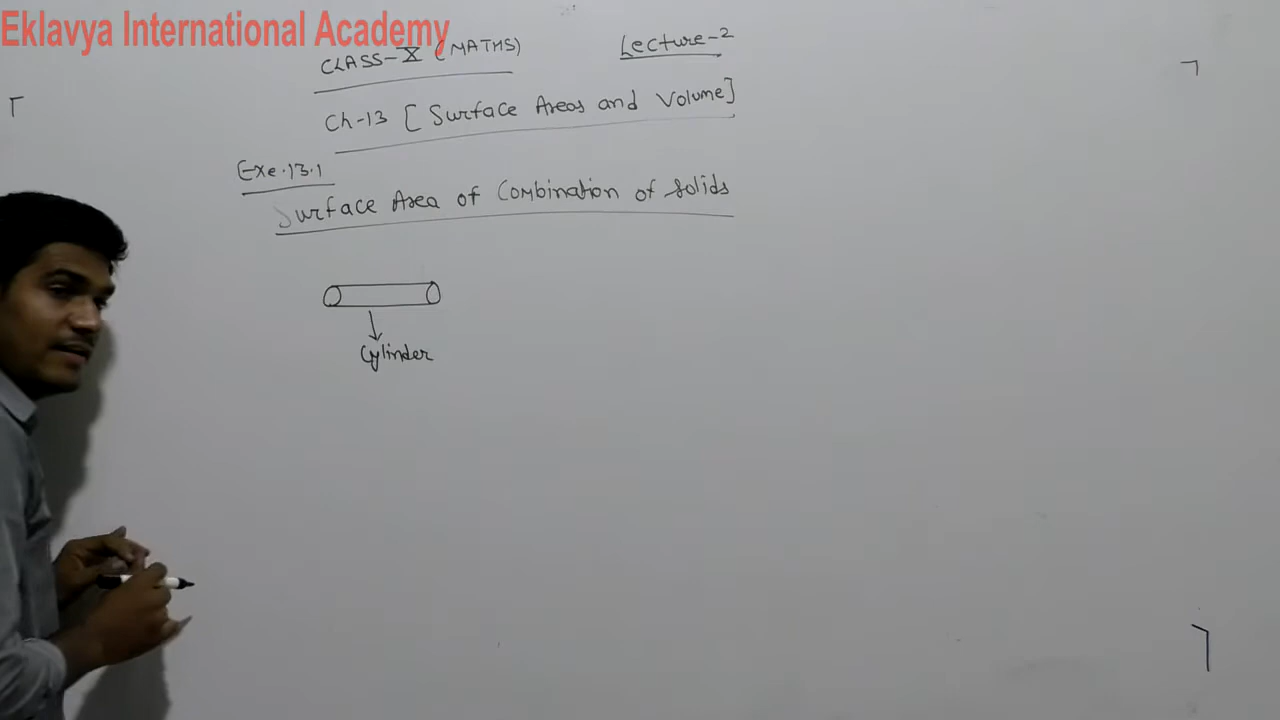 Eklavya International Academy
CLASS-X (MATHS) Lecture-2
Ch-13 [Surface Areas and Volume]
Exe.13.1
Surface Area of Combination of Solids
Cylinder